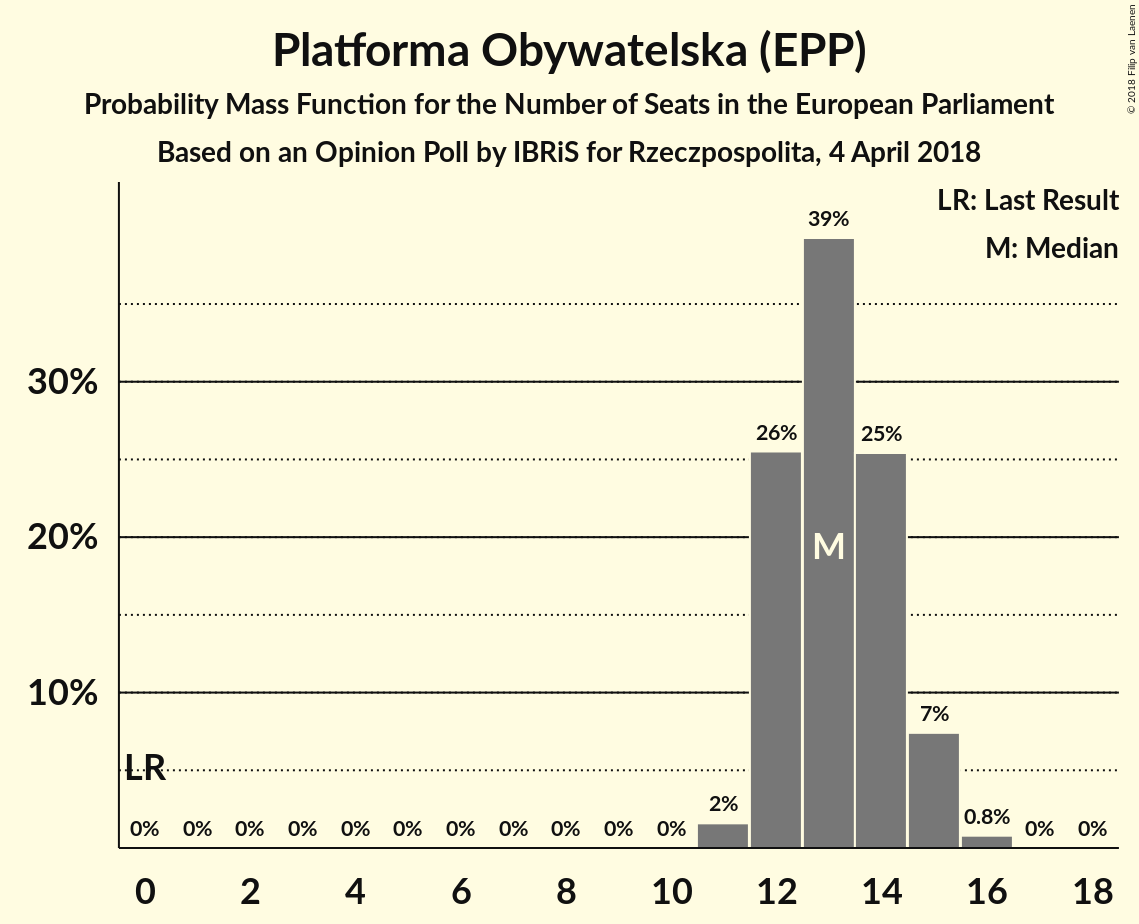 Platforma Obywatelska (EPP)
Probability Mass Function for the Number of Seats in the European Parliament
Based on an Opinion Poll by IBRiS for Rzeczpospolita, 4 April 2018
© 2018 Filip van Laenen
LR: Last Result
M: Median
39%
30%
26%
25%
20%
M
10%
7%
LR
2%
0.8%
0% 0% 0% 0% 0% 0% 0% 0% 0% 0% 0% 0% 0%
0 2 4 6 8 10 12 14 16 18